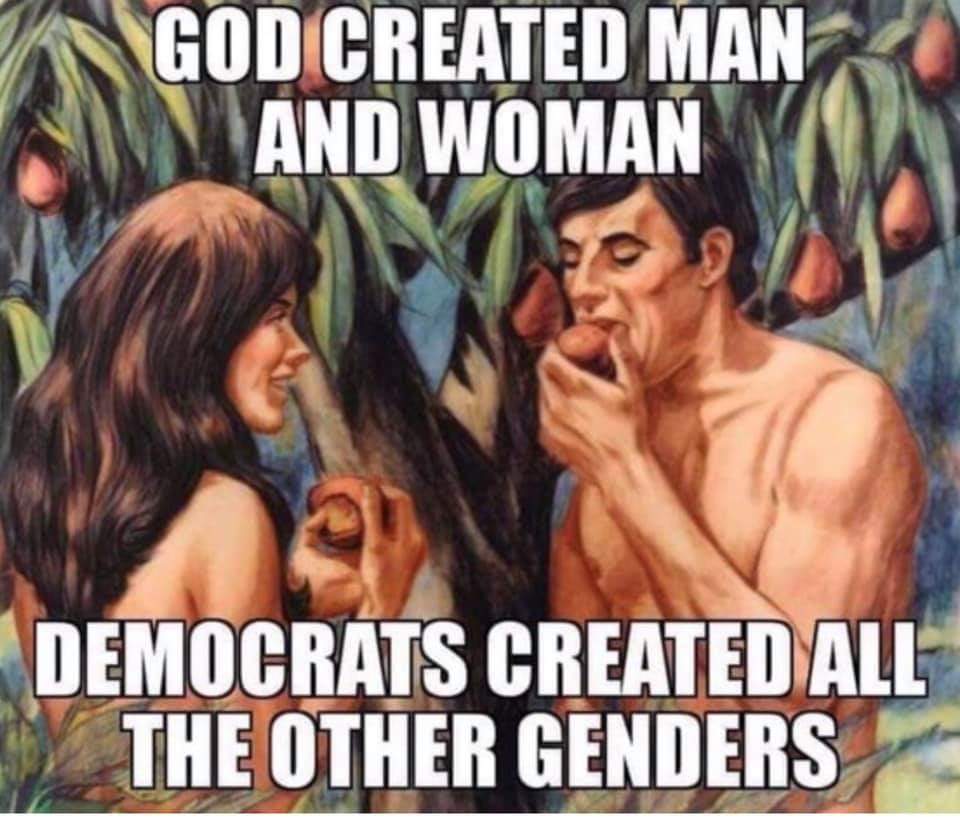 GOD CREATED MAN
AND WOMAN
DEMOCRATS CREATED ALL
THE OTHER GENDERS